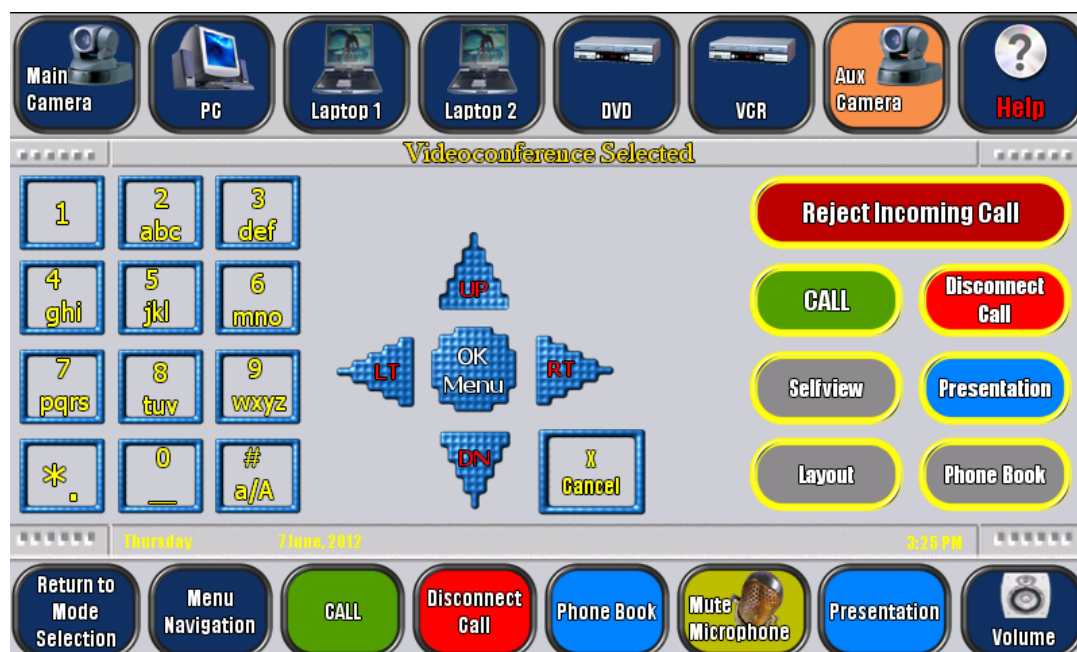 Main
Camera
PC
Laptop 1
Laptop 2
DVD
VCR
Aux
Camera
?
Help
Videoconference Selected
1
2
abc
3
def
4
ghi
5
jkl
6
mno
7
pqrs
8
tuv
9
wxyz
*.
0
_
#
a/A
UP
LT
OK
Menu
RT
DN
X
Cancel
Reject Incoming Call
CALL
Disconnect
Call
Selfview
Presentation
Layout
Phone Book
Thursday 7 June, 2012 3:25 PM
Return to
Mode
Selection
Menu
Navigation
CALL
Disconnect
Call
Phone Book
Mute
Microphone
Presentation
Volume